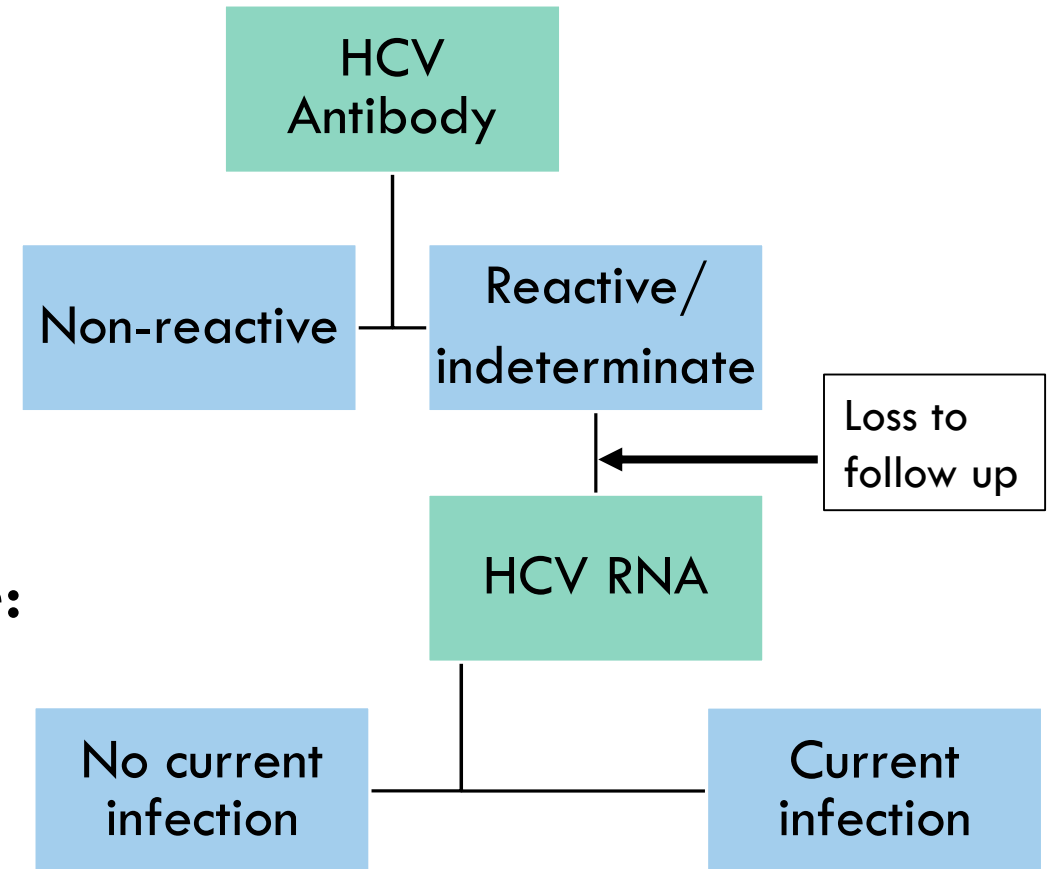 HCV
Antibody
Non-reactive
Reactive/
indeterminate
Loss to
follow up
HCV RNA
No current
infection
Current
infection